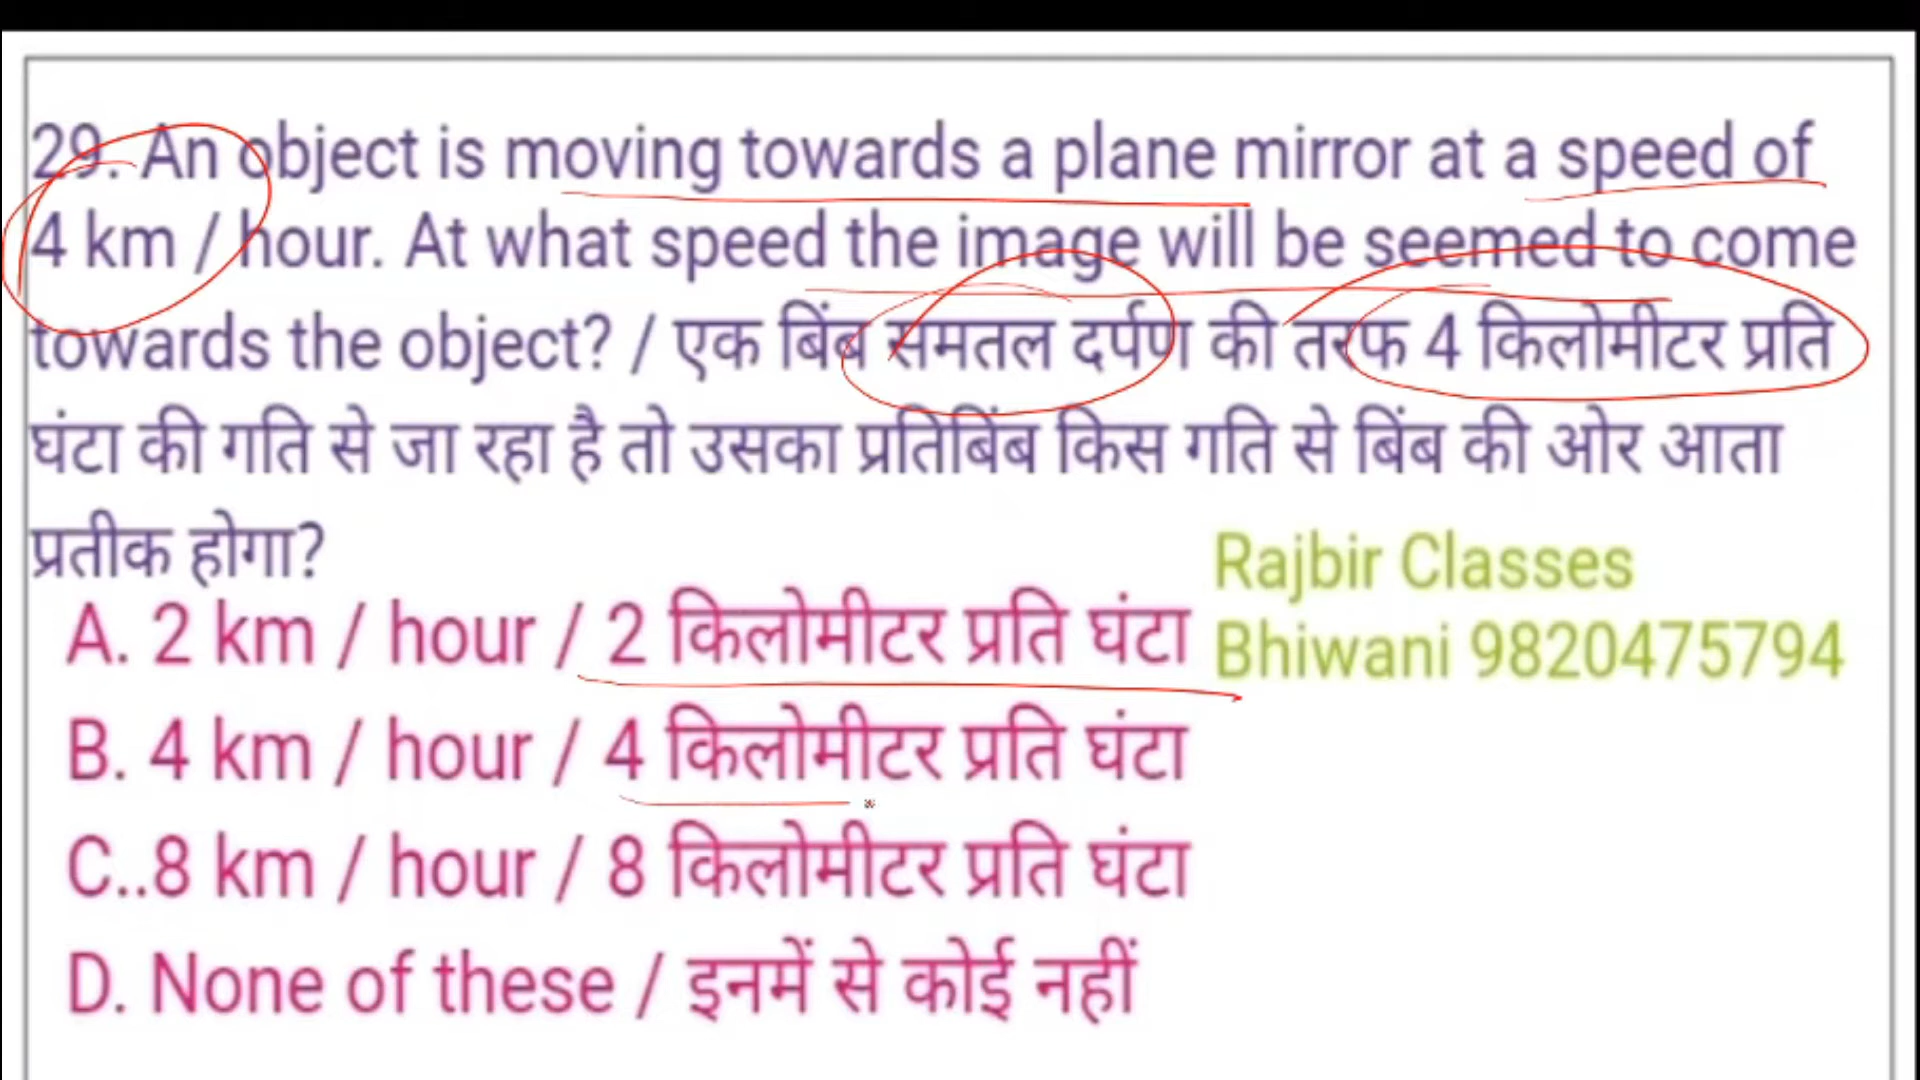 29. An object is moving towards a plane mirror at a speed of
4 km / hour. At what speed the image will be seemed to come
towards the object? / एक बिंब समतल दर्पण की तरफ 4 किलोमीटर प्रति
घंटा की गति से जा रहा है तो उसका प्रतिबिंब किस गति से बिंब की ओर आता
प्रतीक होगा?
Rajbir Classes
Bhiwani 9820475794
A. 2 km / hour / 2 किलोमीटर प्रति घंटा
B. 4 km / hour / 4 किलोमीटर प्रति घंटा
C..8 km / hour / 8 किलोमीटर प्रति घंटा
D. None of these / इनमें से कोई नहीं